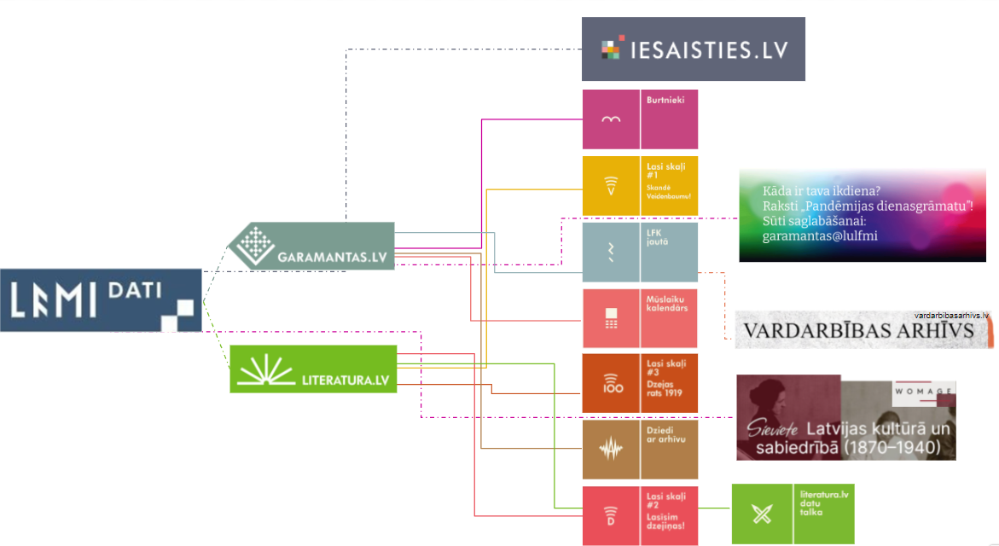 IESAISTIES.LV
Burtnieki
Lasi skaļi
#1
Skandē
Veidenbaumu!
V
Kāda ir tava ikdiena?
Raksti „Pandēmijas dienasgrāmatu”!
Sūti saglabāšanai:
garamantas@lulfmi
GARAMANTAS.LV
LFK
jautā
LFMI DATI
Mūslaiku
kalendārs
vardarbibasarhivs.lv
VARDARBĪBAS ARHĪVS
LITERATURA.LV
Lasi skaļi
#3
Dzejas
rats 1919
100
WOMAGE
Sieviete Latvijas kultūrā un
sabiedrībā (1870–1940)
Dziedi
ar arhīvu
Lasi skaļi
#2
Lasīsim
dzejiņas!
D
literatura.lv
datu
talka